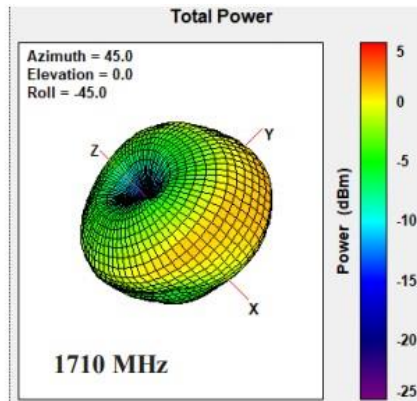 Total Power
Azimuth = 45.0
Elevation = 0.0
Roll = -45.0
Z
Y
X
1710 MHz
5
0
-5
-10
-15
-20
-25
Power (dBm)